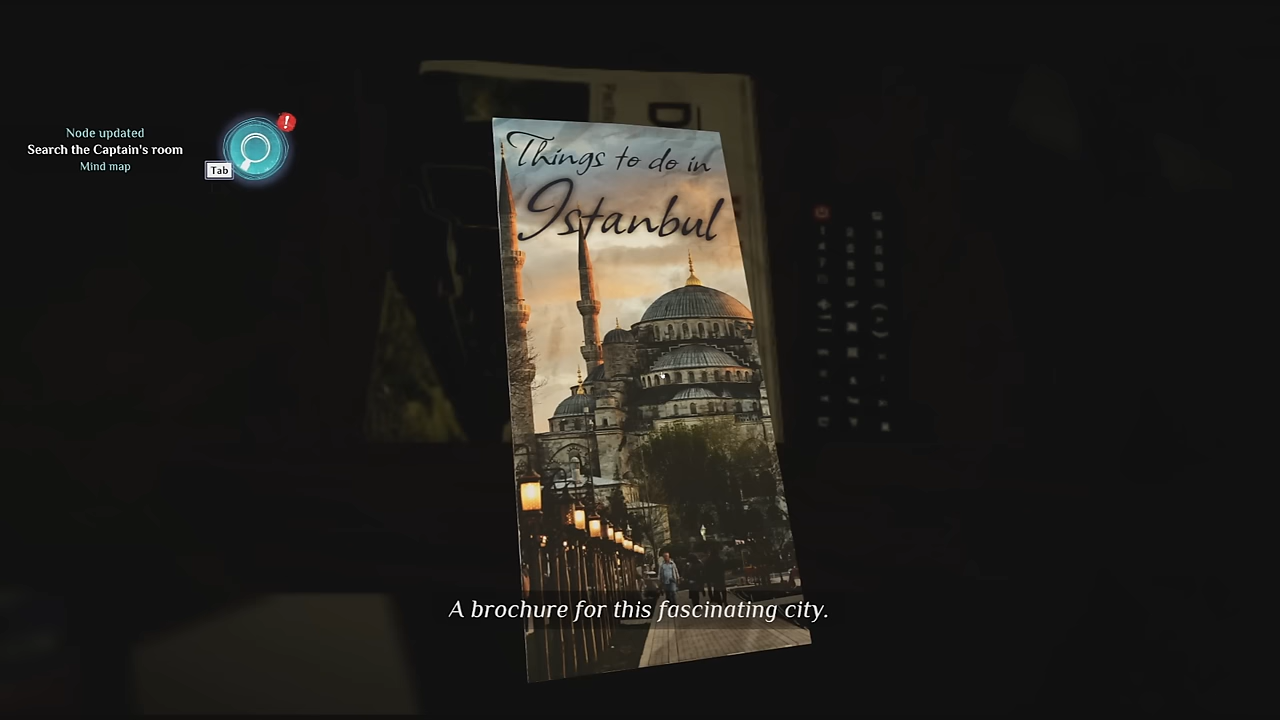 Node updated
Search the Captain's room
Mind map
Tab
Things to do in
Istanbul
A brochure for this fascinating city.